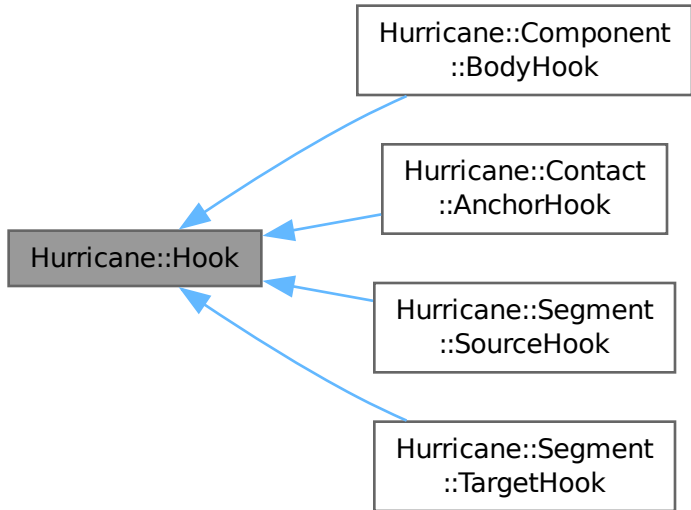 Hurricane::Component
::BodyHook
Hurricane::Contact
::AnchorHook
Hurricane::Hook
Hurricane::Segment
::SourceHook
Hurricane::Segment
::TargetHook